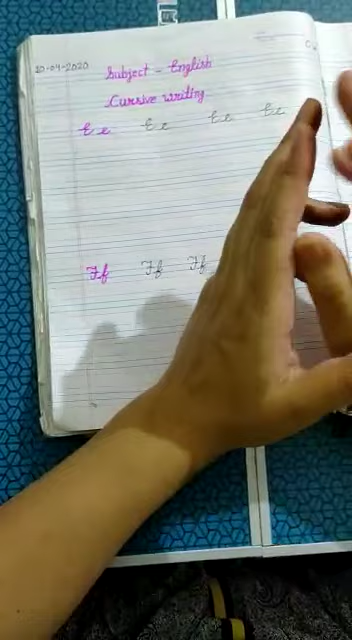 10-04-2020
Subject - English
Cursive writing
Ee Ee Ee Ee
Ff Ff Ff